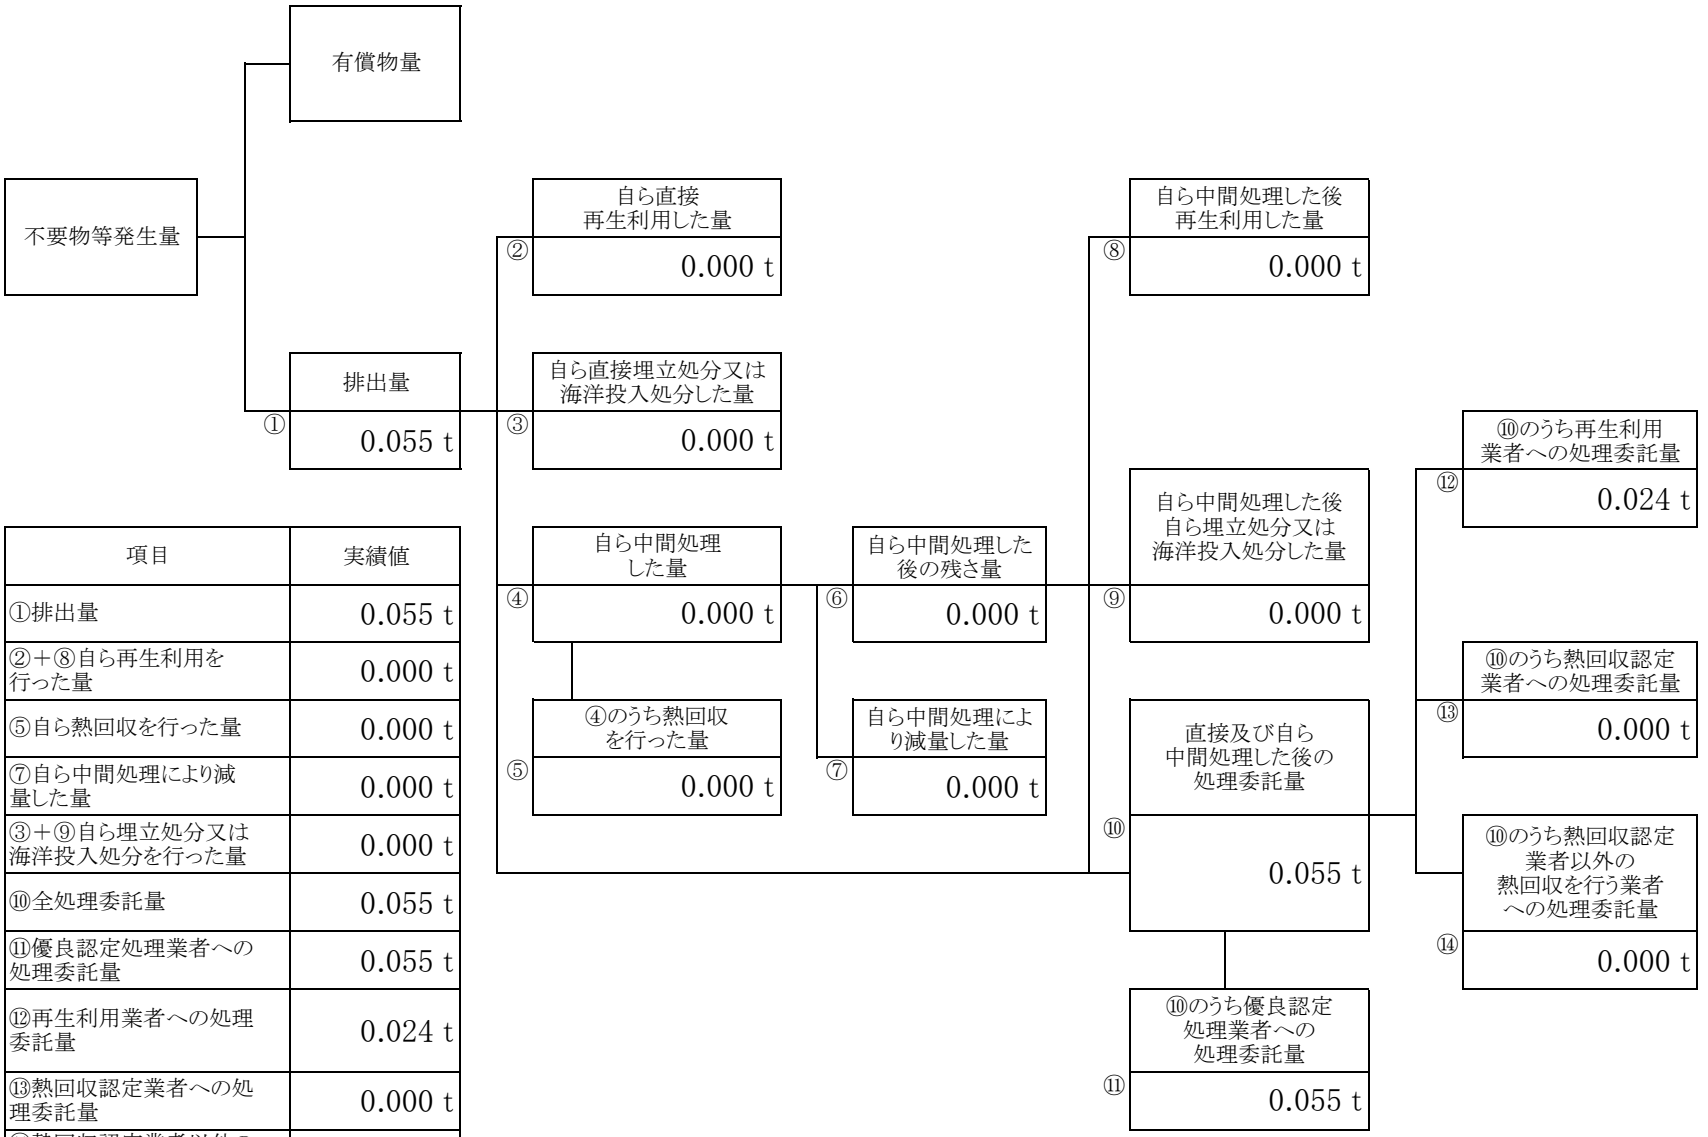 有償物量
不要物等発生量
排出量
①
0.055 t
自ら直接
再生利用した量
②
0.000 t
自ら直接埋立処分又は
海洋投入処分した量
③
0.000 t
自ら中間処理
した量
④
0.000 t
④のうち熱回収
を行った量
⑤
0.000 t
自ら中間処理した
後の残さ量
⑥
0.000 t
自ら中間処理によ
り減量した量
⑦
0.000 t
自ら中間処理した後
再生利用した量
⑧
0.000 t
自ら中間処理した後
自ら埋立処分又は
海洋投入処分した量
⑨
0.000 t
直接及び自ら
中間処理した後の
処理委託量
⑩
0.055 t
⑩のうち優良認定
処理業者への
処理委託量
⑪
0.055 t
⑩のうち再生利用
業者への処理委託量
⑫
0.024 t
⑩のうち熱回収認定
業者への処理委託量
⑬
0.000 t
⑩のうち熱回収認定
業者以外の
熱回収を行う業者
への処理委託量
⑭
0.000 t
項目 実績値
①排出量 0.055 t
②＋⑧自ら再生利用を
行った量 0.000 t
⑤自ら熱回収を行った量 0.000 t
⑦自ら中間処理により減
量した量 0.000 t
③＋⑨自ら埋立処分又は
海洋投入処分を行った量 0.000 t
⑩全処理委託量 0.055 t
⑪優良認定処理業者への
処理委託量 0.055 t
⑫再生利用業者への処理
委託量 0.024 t
⑬熱回収認定業者への処
理委託量 0.000 t